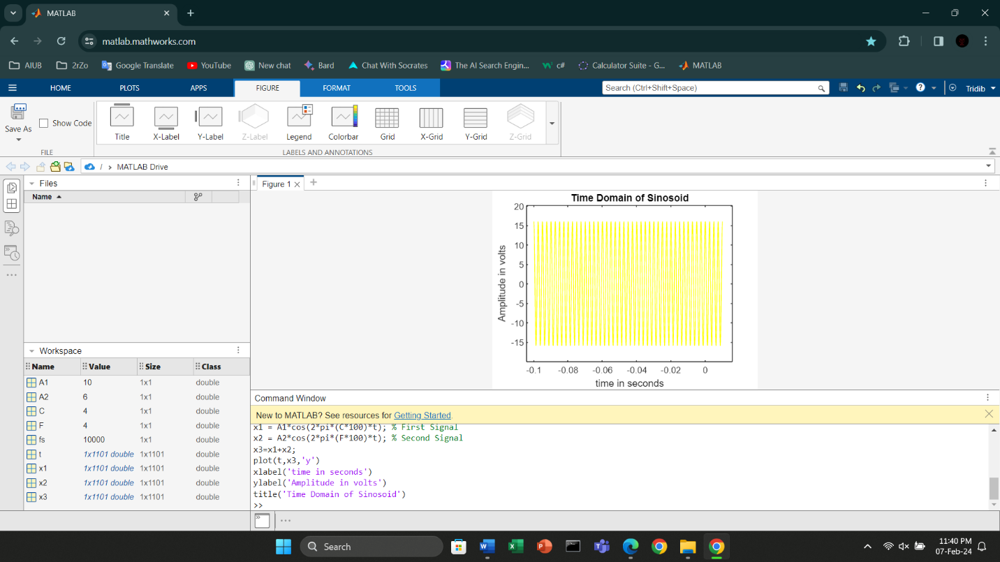 MATLAB
matlab.mathworks.com
AIUB 2rZo Google Translate YouTube New chat Bard Chat With Socrates The AI Search Engin... c# Calculator Suite - G... MATLAB
HOME PLOTS APPS FIGURE FORMAT TOOLS Search (Ctrl+Shift+Space) Tridib
Save As Show Code Title X-Label Y-Label Z-Label Legend Colorbar Grid X-Grid Y-Grid Z-Grid
FILE LABELS AND ANNOTATIONS
/ > MATLAB Drive
Files
Name
Figure 1
Time Domain of Sinosoid
20
15
10
5
0
-5
-10
-15
Amplitude in volts
-0.1 -0.08 -0.06 -0.04 -0.02 0
time in seconds
Workspace
Name Value Size Class
A1 10 1x1 double
A2 6 1x1 double
C 4 1x1 double
F 4 1x1 double
fs 10000 1x1 double
t 1x1101 double 1x1101 double
x1 1x1101 double 1x1101 double
x2 1x1101 double 1x1101 double
x3 1x1101 double 1x1101 double
Command Window
New to MATLAB? See resources for Getting Started.
x1 = A1*cos(2*pi*(C*100)*t); % First Signal
x2 = A2*cos(2*pi*(F*100)*t); % Second Signal
x3=x1+x2;
plot(t,x3,'y')
xlabel('time in seconds')
ylabel('Amplitude in volts')
title('Time Domain of Sinosoid')
>>
Search
11:40 PM
07-Feb-24